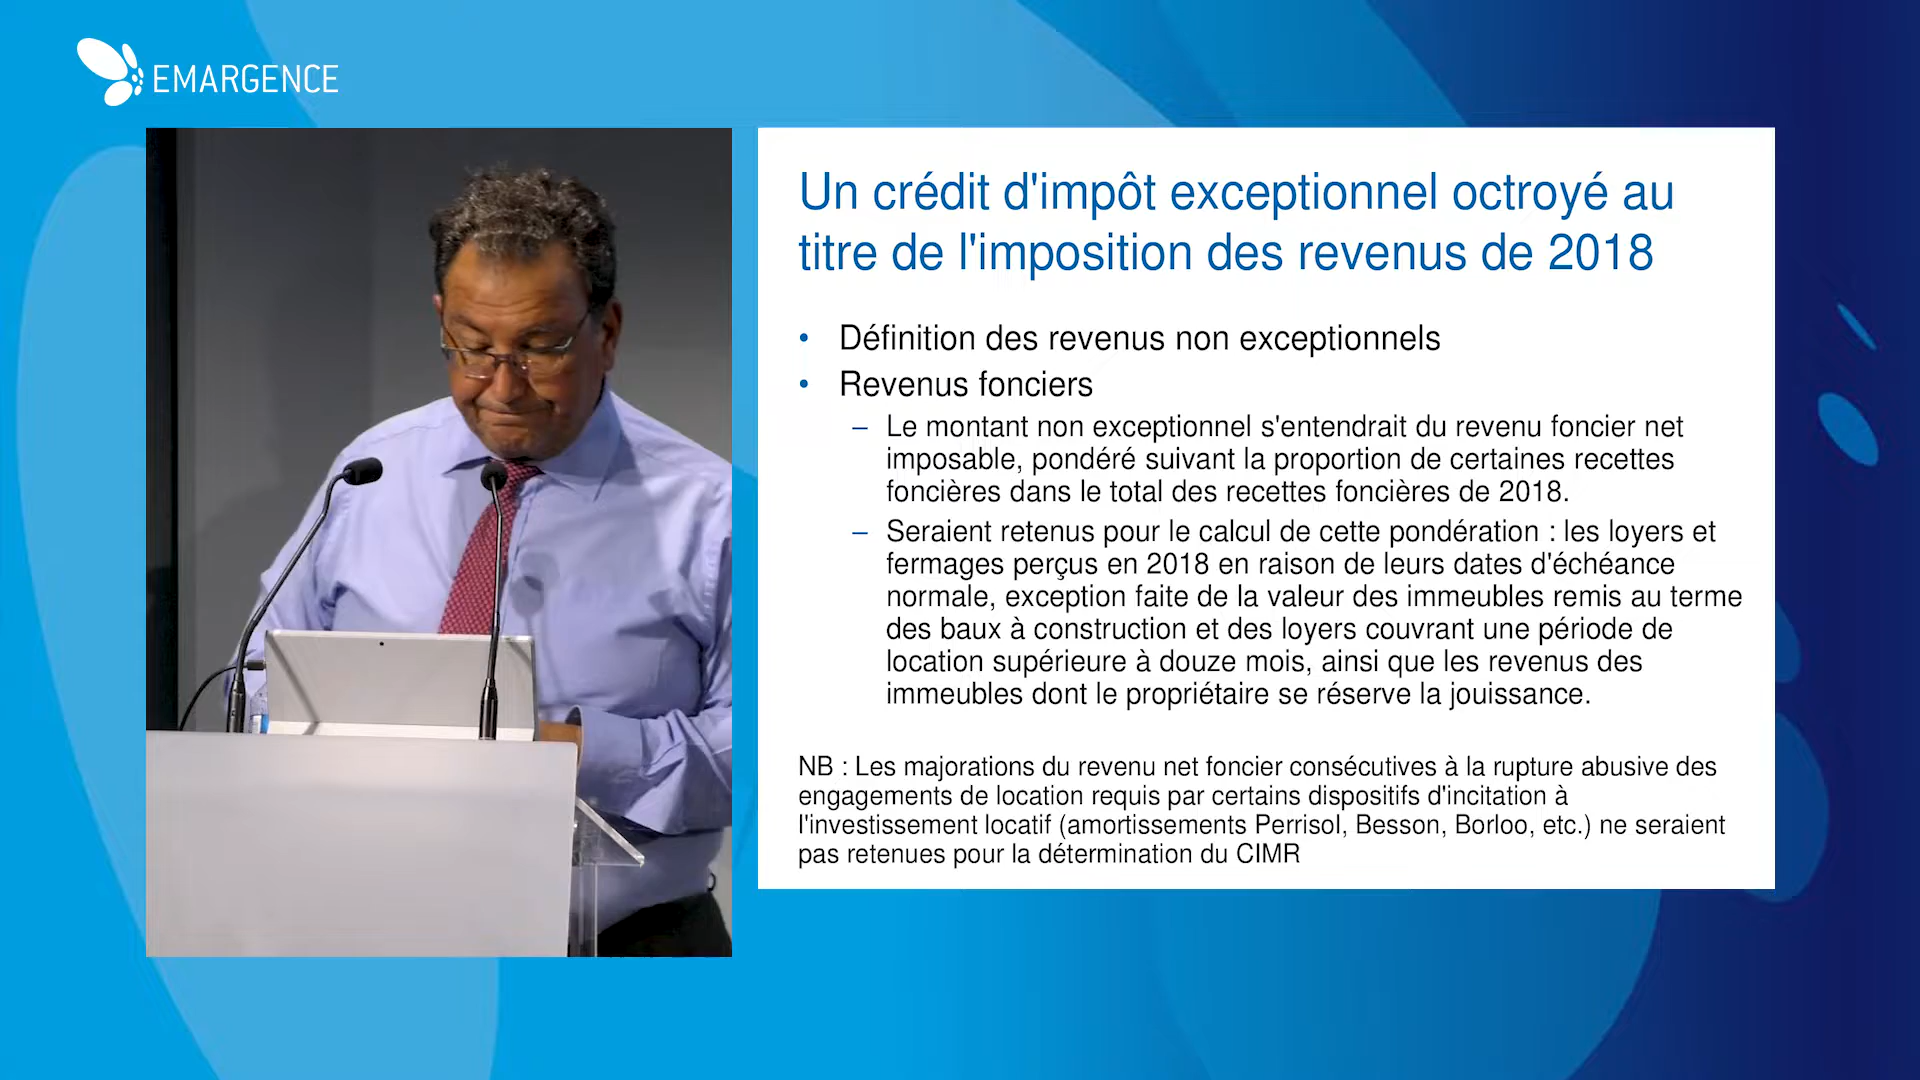 EMARGENCE
Un crédit d'impôt exceptionnel octroyé au
titre de l'imposition des revenus de 2018
• Définition des revenus non exceptionnels
• Revenus fonciers
– Le montant non exceptionnel s'entendrait du revenu foncier net
imposable, pondéré suivant la proportion de certaines recettes
foncières dans le total des recettes foncières de 2018.
– Seraient retenus pour le calcul de cette pondération : les loyers et
fermages perçus en 2018 en raison de leurs dates d'échéance
normale, exception faite de la valeur des immeubles remis au terme
des baux à construction et des loyers couvrant une période de
location supérieure à douze mois, ainsi que les revenus des
immeubles dont le propriétaire se réserve la jouissance.
NB : Les majorations du revenu net foncier consécutives à la rupture abusive des
engagements de location requis par certains dispositifs d'incitation à
l'investissement locatif (amortissements Perrisol, Besson, Borloo, etc.) ne seraient
pas retenues pour la détermination du CIMR